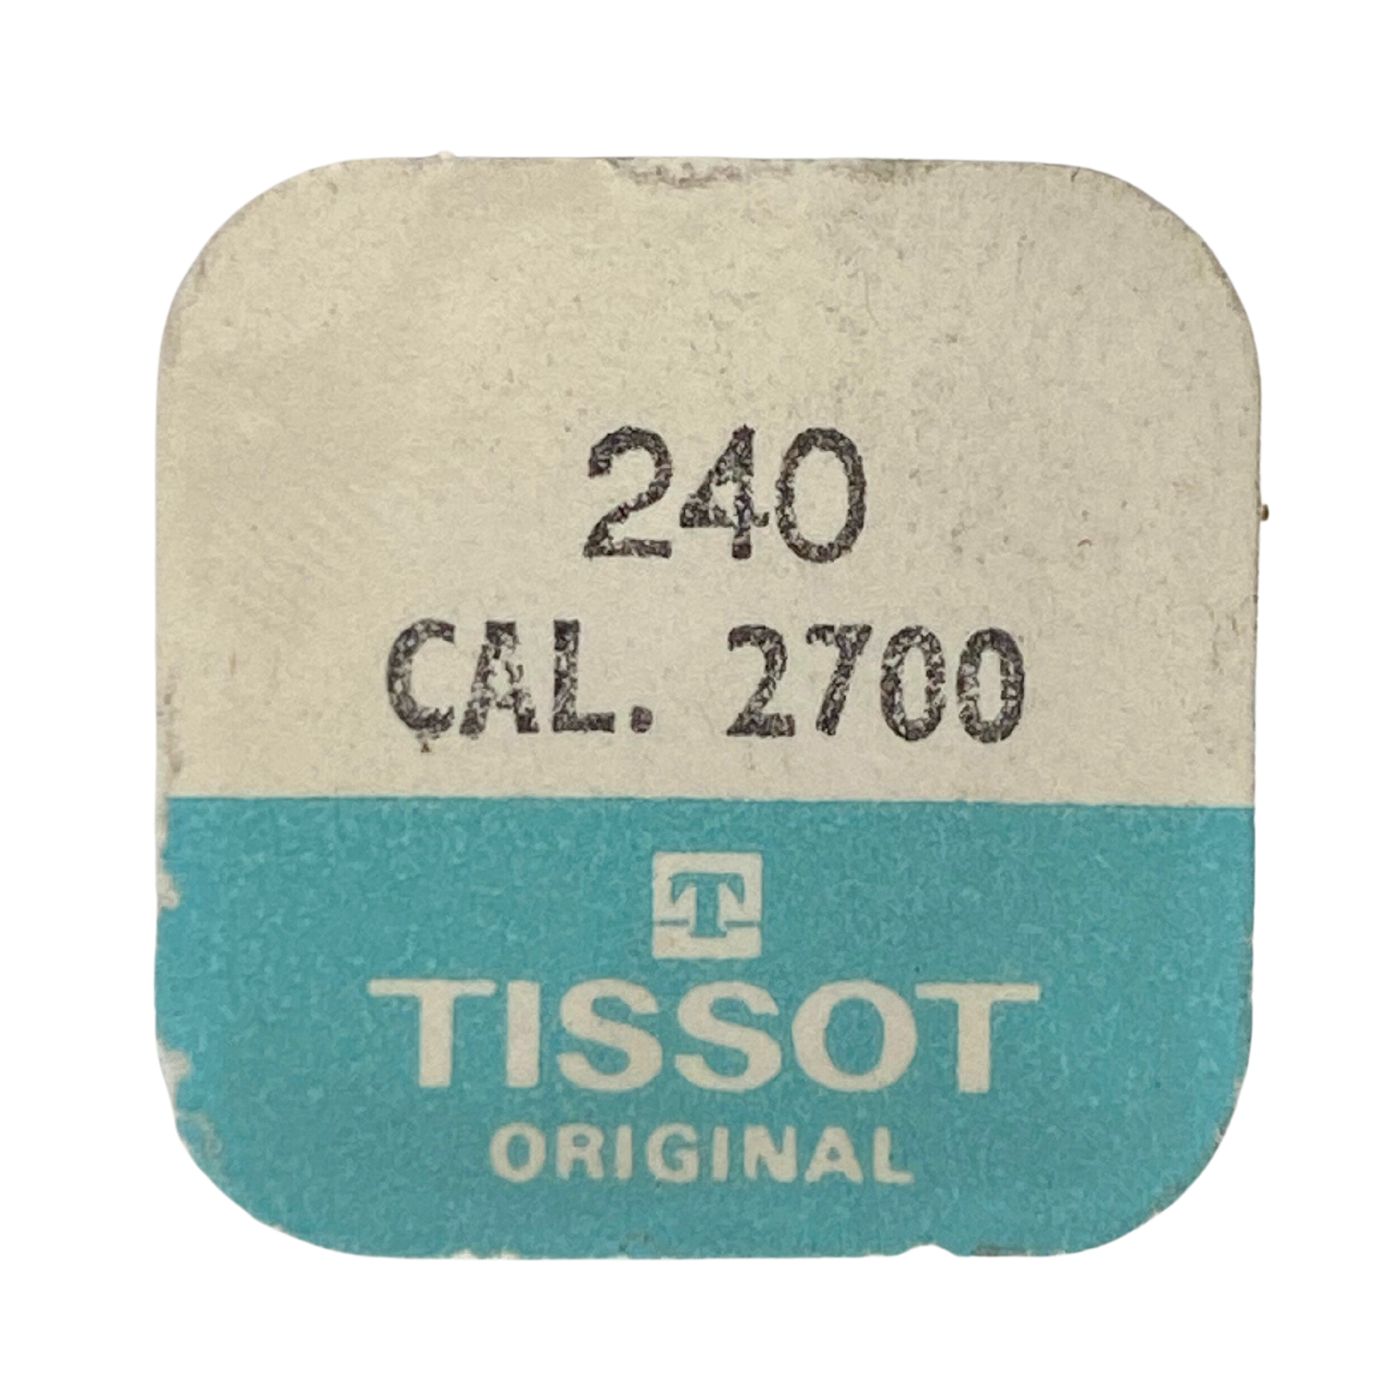 240
CAL. 2700
T
TISSOT
ORIGINAL